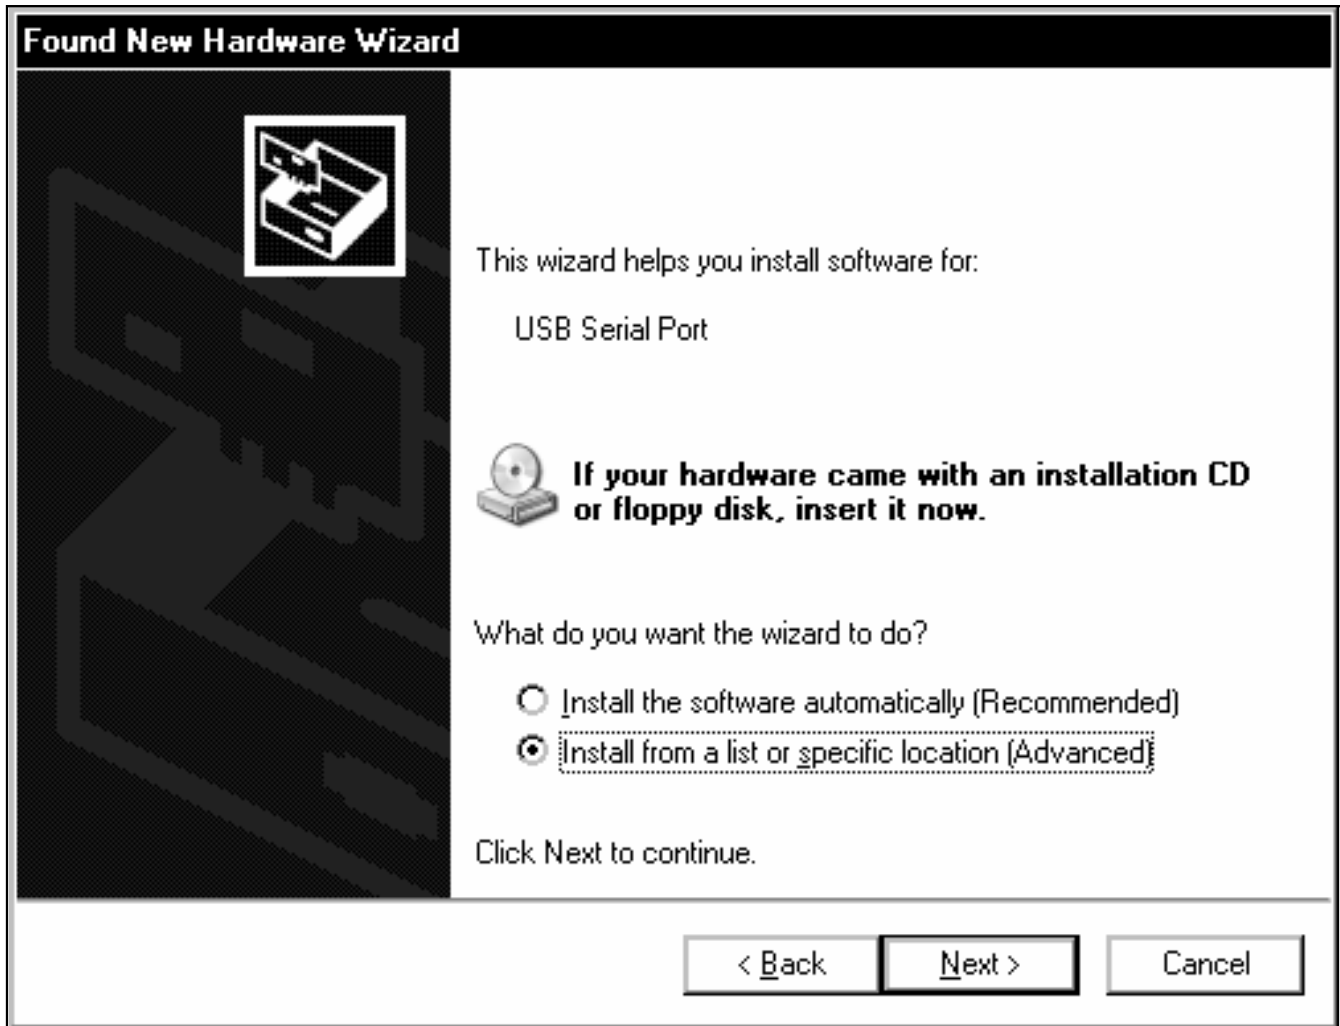 Found New Hardware Wizard
This wizard helps you install software for:
USB Serial Port
If your hardware came with an installation CD
or floppy disk, insert it now.
What do you want the wizard to do?
Install the software automatically (Recommended)
Install from a list or specific location (Advanced)
Click Next to continue.
< Back
Next >
Cancel